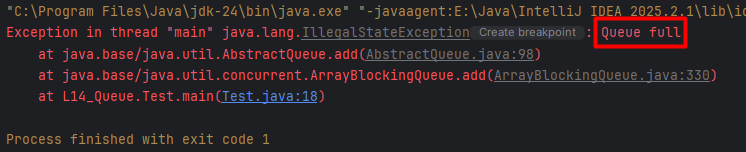 "C:\Program Files\Java\jdk-24\bin\java.exe" "-javaagent:E:\Java\IntelliJ IDEA 2025.2.1\lib\id
Exception in thread "main" java.lang.IllegalStateException Create breakpoint : Queue full
at java.base/java.util.AbstractQueue.add(AbstractQueue.java:98)
at java.base/java.util.concurrent.ArrayBlockingQueue.add(ArrayBlockingQueue.java:330)
at L14_Queue.Test.main(Test.java:18)
Process finished with exit code 1